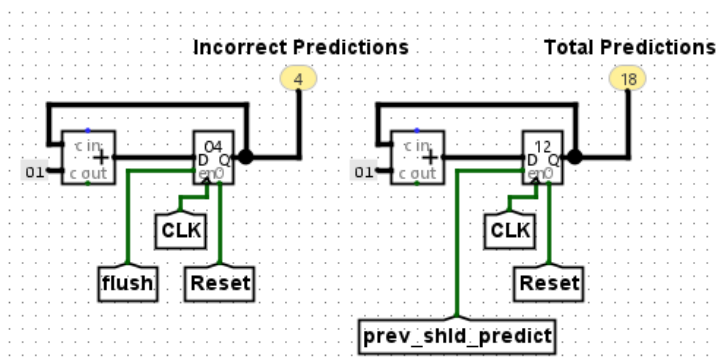 Incorrect Predictions
Total Predictions
4
18
c in
+
c out
01
04
D Q
en 0
CLK
flush
Reset
c in
+
c out
01
12
D Q
en 0
CLK
Reset
prev_shld_predict